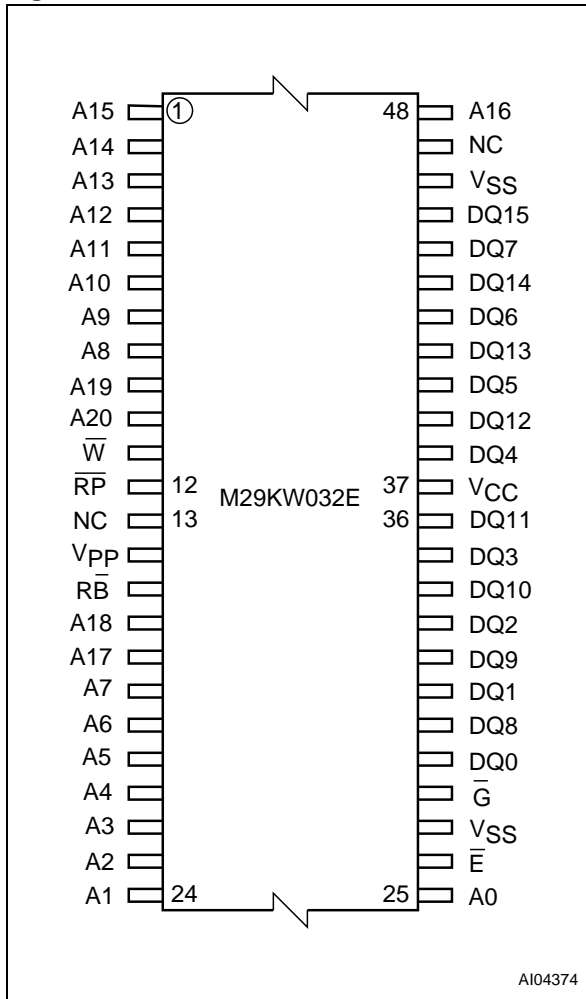 A15 1 48 A16
A14 NC
A13 VSS
A12 DQ15
A11 DQ7
A10 DQ14
A9 DQ6
A8 DQ13
A19 DQ5
A20 DQ12
W̅ DQ4
R̅P̅ 12 37 VCC
M29KW032E
NC 13 36 DQ11
VPP DQ3
RB̅ DQ10
A18 DQ2
A17 DQ9
A7 DQ1
A6 DQ8
A5 DQ0
A4 G̅
A3 VSS
A2 E̅
A1 24 25 A0
AI04374